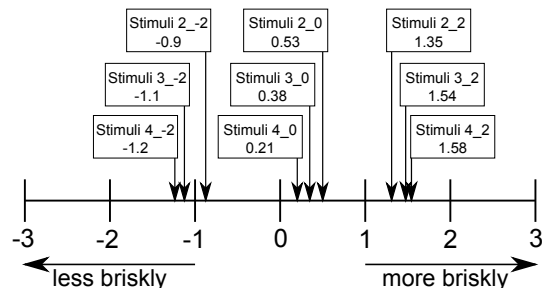 Stimuli 2_-2
-0.9
Stimuli 2_0
0.53
Stimuli 2_2
1.35
Stimuli 3_-2
-1.1
Stimuli 3_0
0.38
Stimuli 3_2
1.54
Stimuli 4_-2
-1.2
Stimuli 4_0
0.21
Stimuli 4_2
1.58
-3 -2 -1 0 1 2 3
less briskly more briskly